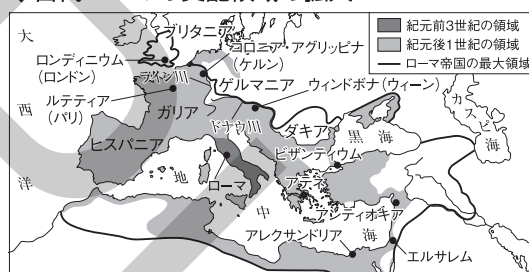 ブリタニア
ロンディニウム
(ロンドン)
コロニア・アグリッピナ
(ケルン)
ライン川
ルテティア
(パリ)
ゲルマニア
ウィンドボナ(ウィーン)
ガリア
ドナウ川
ダキア
ヒスパニア
黒海
カスピ海
ビザンティウム
ローマ
アテネ
アンティオキア
アレクサンドリア
エルサレム
大西洋
地中海
紀元前3世紀の領域
紀元後1世紀の領域
ローマ帝国の最大領域